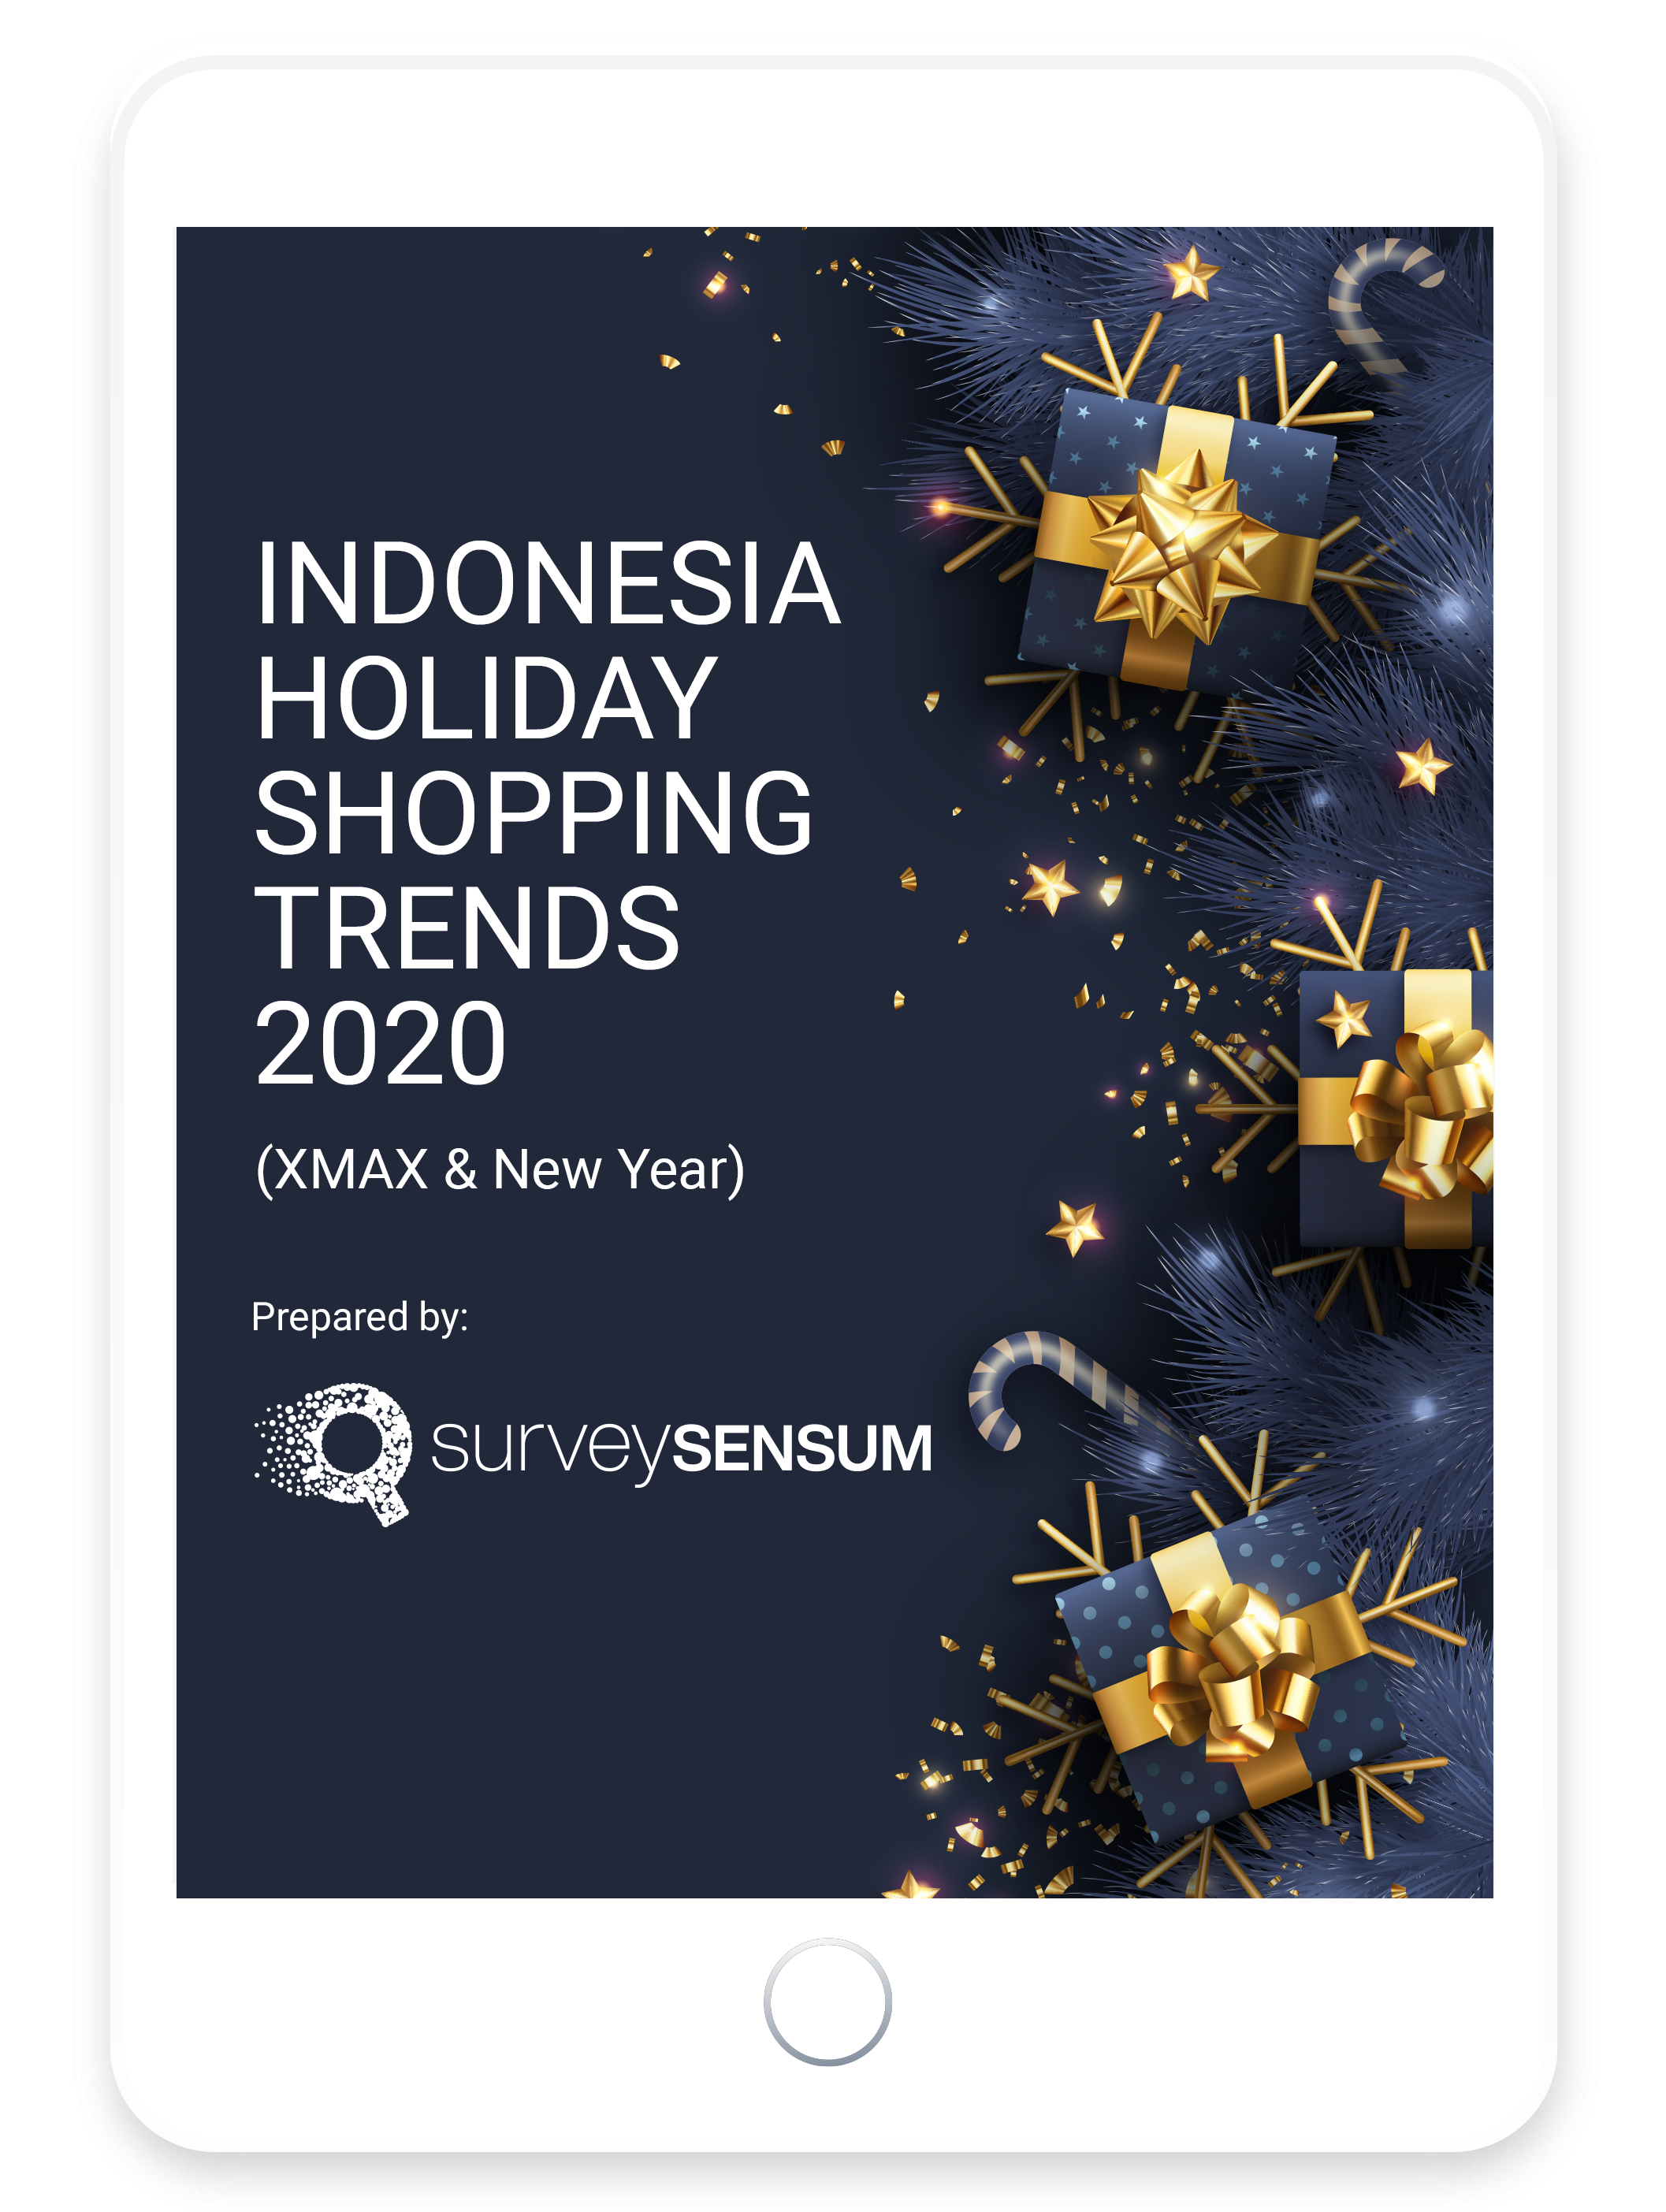 INDONESIA
HOLIDAY
SHOPPING
TRENDS
2020
(XMAX & New Year)
Prepared by:
surveySENSUM